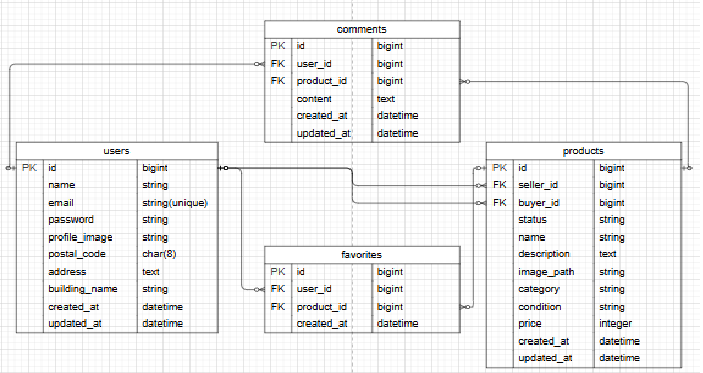 comments
PK id bigint
FK user_id bigint
FK product_id bigint
content text
created_at datetime
updated_at datetime
users
PK id bigint
name string
email string(unique)
password string
profile_image string
postal_code char(8)
address text
building_name string
created_at datetime
updated_at datetime
favorites
PK id bigint
FK user_id bigint
FK product_id bigint
created_at datetime
products
PK id bigint
FK seller_id bigint
FK buyer_id bigint
status string
name string
description text
image_path string
category string
condition string
price integer
created_at datetime
updated_at datetime